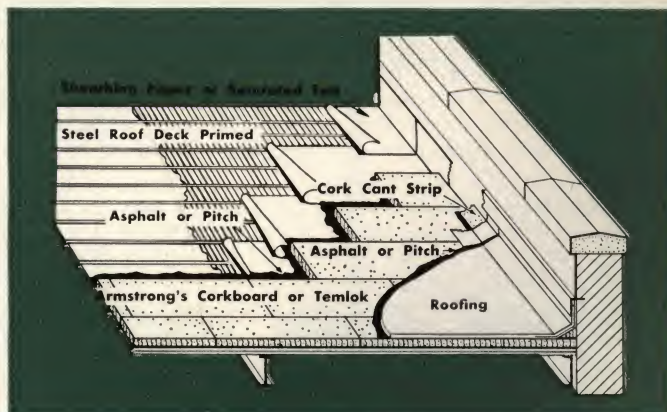 Sheathing Paper or Saturated Felt
Steel Roof Deck Primed
Cork Cant Strip
Asphalt or Pitch
Asphalt or Pitch
Armstrong's Corkboard or Temlok
Roofing